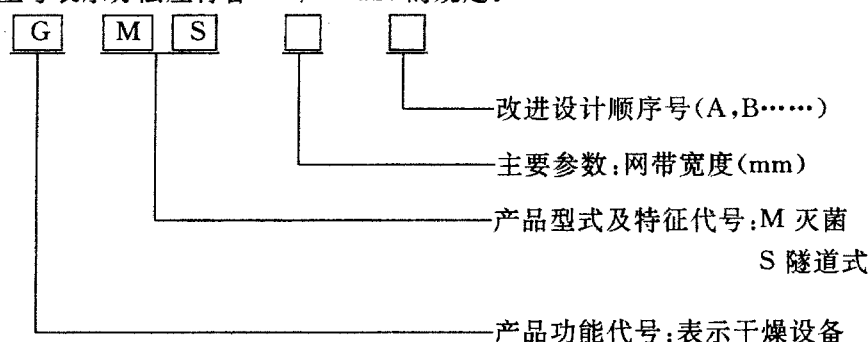 G M S
改进设计顺序号(A,B……)
主要参数:网带宽度(mm)
产品型式及特征代号:M 灭菌
S 隧道式
产品功能代号:表示干燥设备